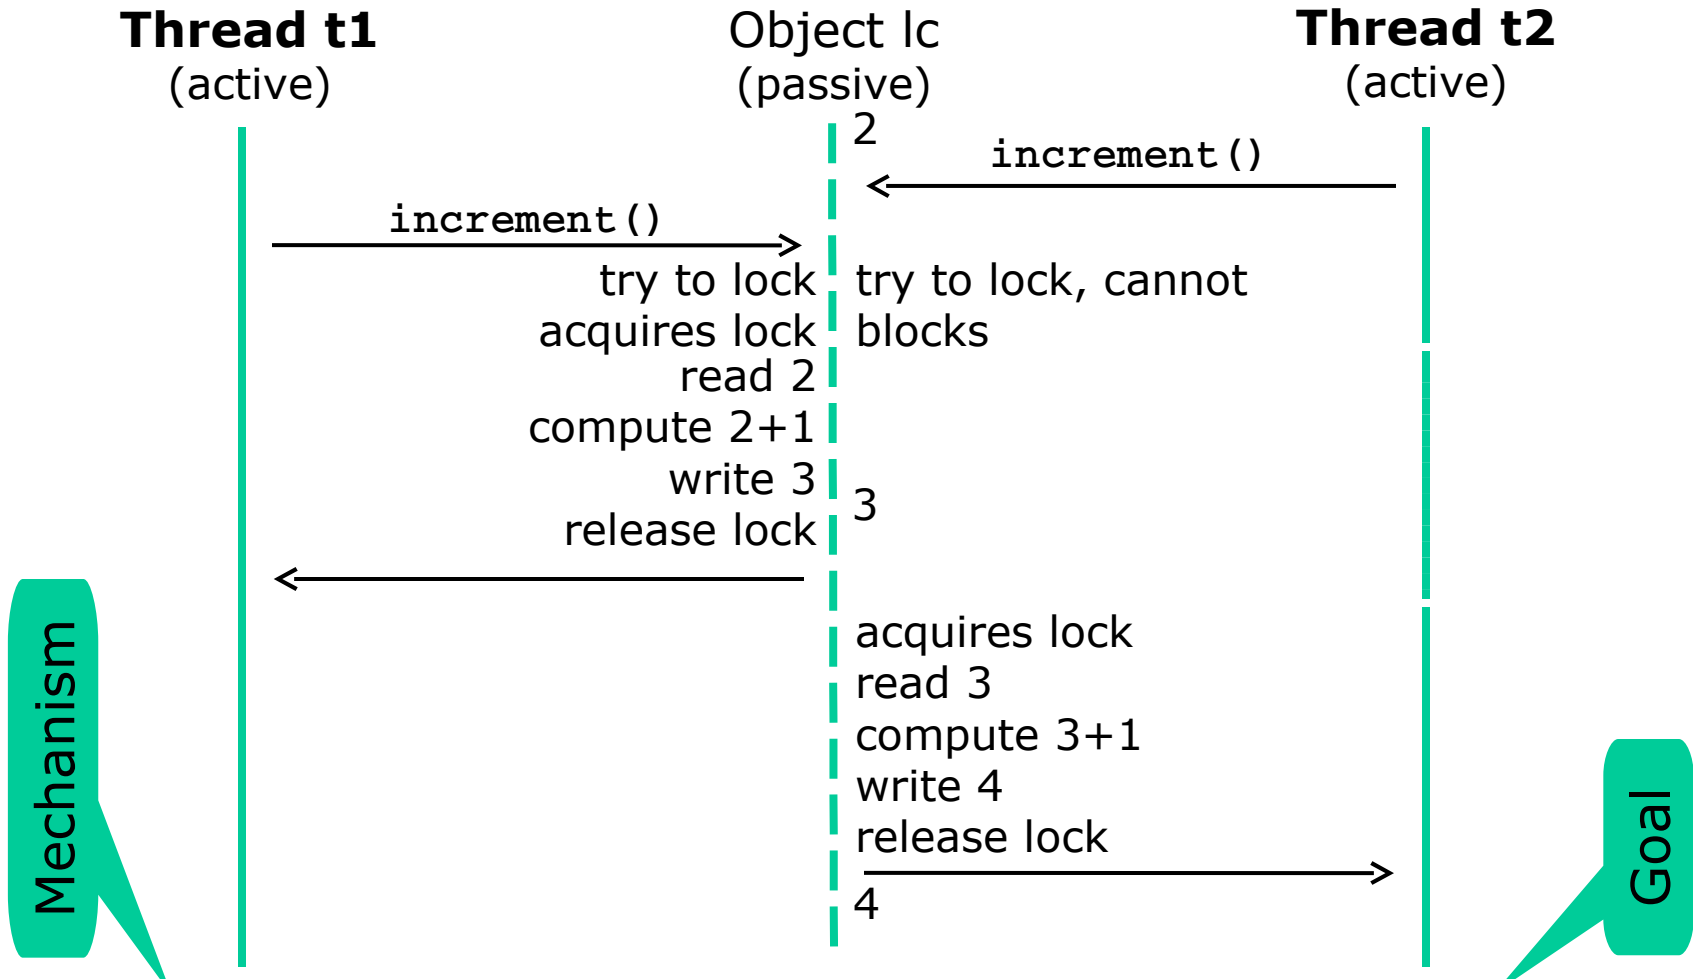 Thread t1
(active)
Object lc
(passive)
Thread t2
(active)
2
increment()
increment()
try to lock
try to lock, cannot
acquires lock
blocks
read 2
compute 2+1
write 3
3
release lock
acquires lock
read 3
compute 3+1
write 4
release lock
4
Mechanism
Goal